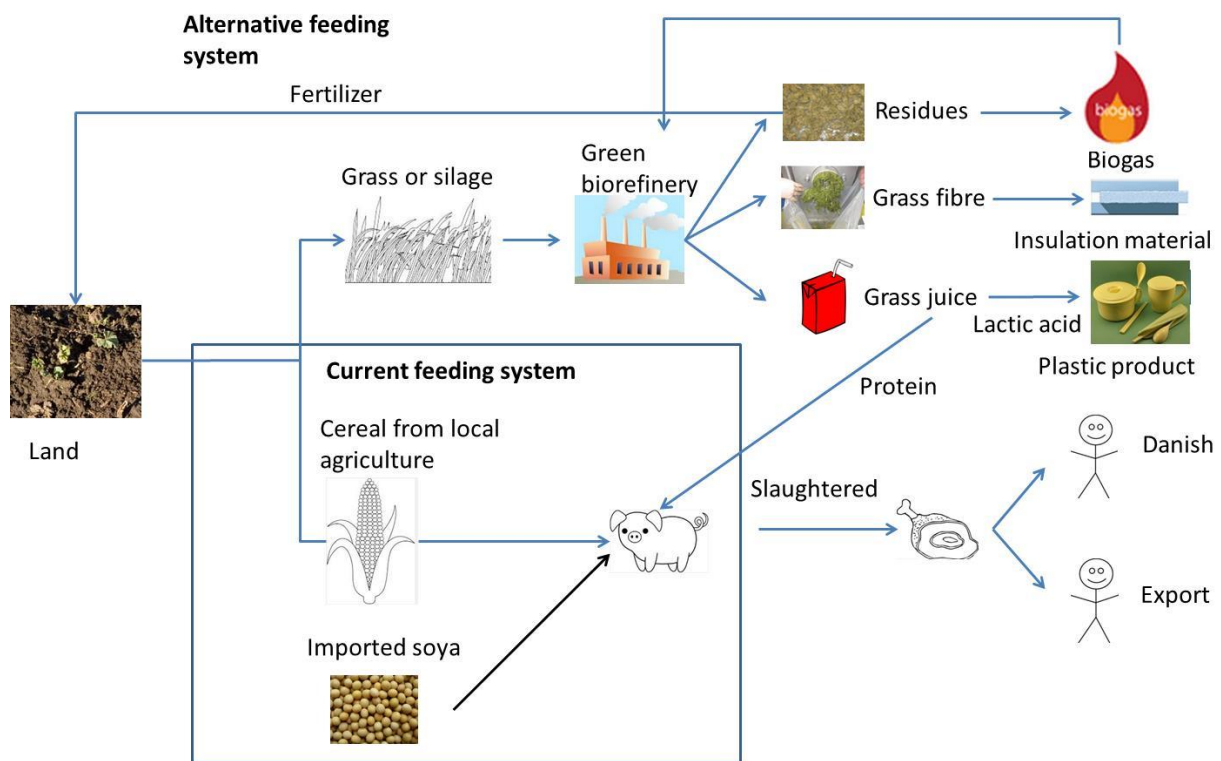 Alternative feeding
system
Fertilizer
Residues
biogas
Biogas
Green
biorefinery
Grass or silage
Grass fibre
Insulation material
Grass juice
Lactic acid
Plastic product
Protein
Land
Current feeding system
Cereal from local
agriculture
Slaughtered
Danish
Export
Imported soya